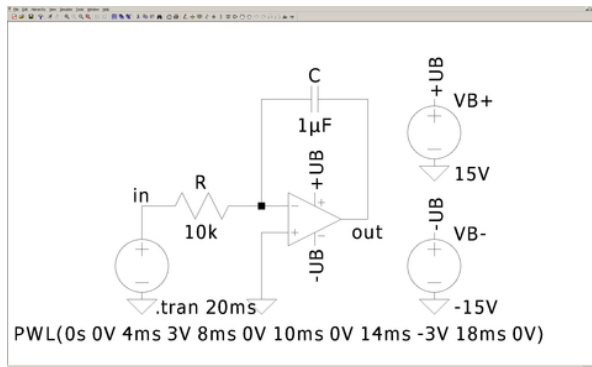 C
1µF
+UB
VB+
15V
R
in
10k
+UB
-UB
out
-UB
VB-
-15V
.tran 20ms
PWL(0s 0V 4ms 3V 8ms 0V 10ms 0V 14ms -3V 18ms 0V)